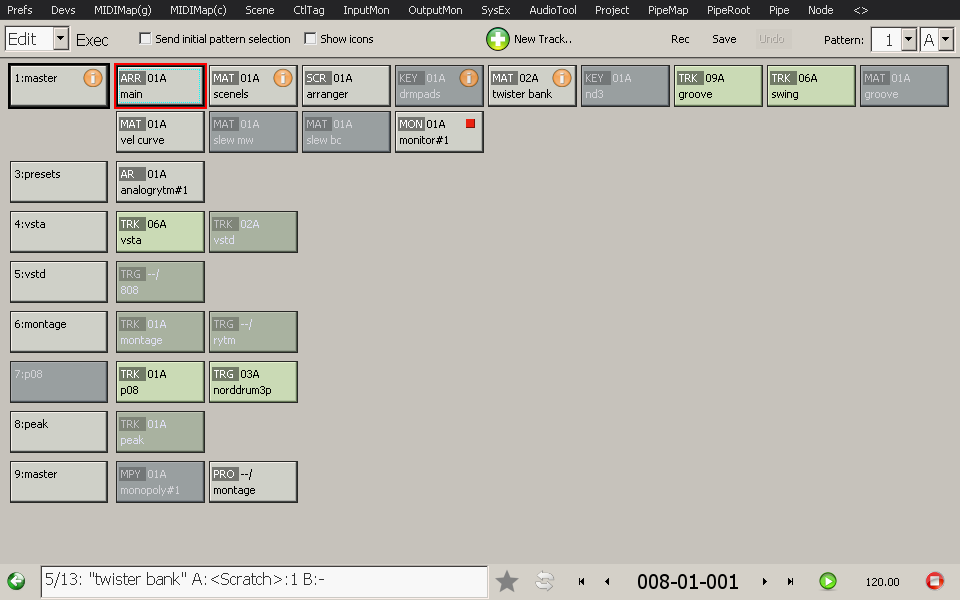 Prefs Devs MIDIMap(g) MIDIMap(c) Scene CtlTag InputMon OutputMon SysEx AudioTool Project PipeMap PipeRoot Pipe Node <>
Edit Exec Send initial pattern selection Show icons New Track.. Rec Save Undo Pattern: 1 A
1:master ARR 01A MAT 01A SCR 01A KEY 01A MAT 02A KEY 01A TRK 09A TRK 06A MAT 01A
main scenels arranger drmpads twister bank nd3 groove swing groove
MAT 01A MAT 01A MAT 01A MON 01A
vel curve slew mw slew bc monitor#1
3:presets AR 01A
analogrytm#1
4:vsta TRK 06A TRK 02A
vsta vstd
5:vstd TRG --/
808
6:montage TRK 01A TRG --/
montage rytm
7:p08 TRK 01A TRG 03A
p08 norddrum3p
8:peak TRK 01A
peak
9:master MPY 01A PRO --/
monopoly#1 montage
5/13: "twister bank" A:<Scratch>:1 B:- 008-01-001 120.00